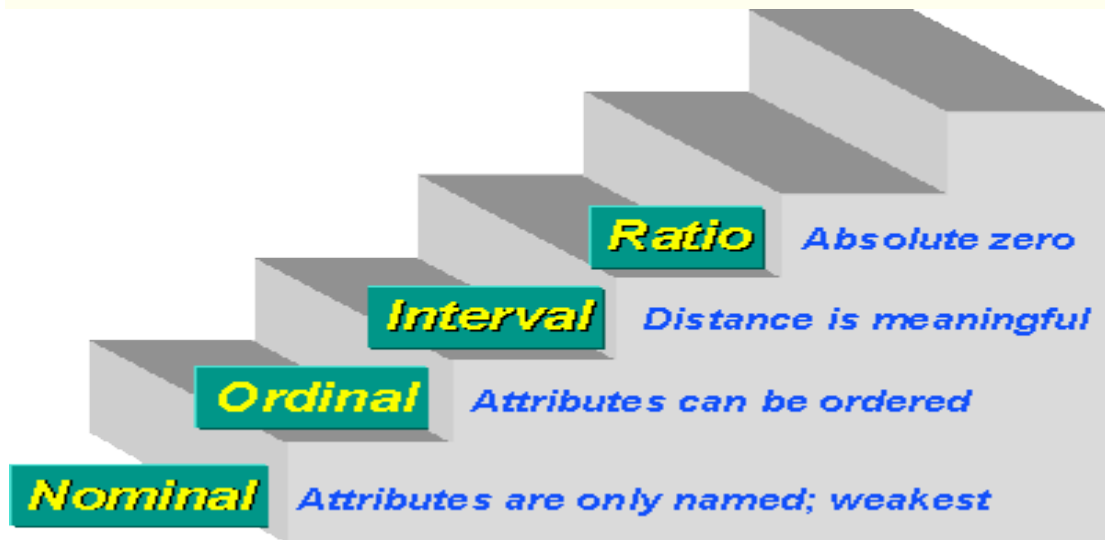 Ratio Absolute zero
Interval Distance is meaningful
Ordinal Attributes can be ordered
Nominal Attributes are only named; weakest